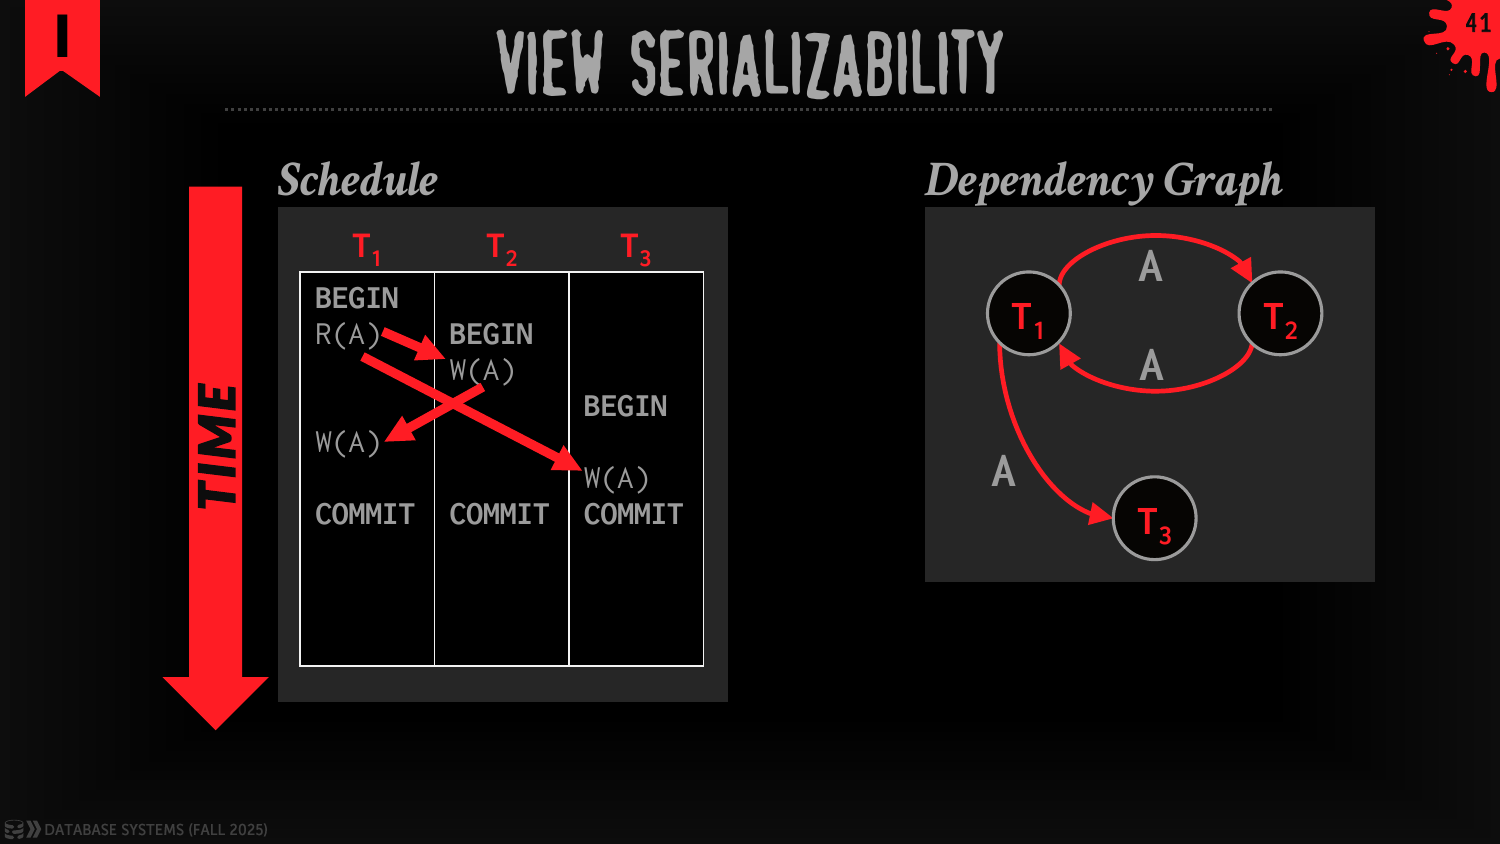 I
41
VIEW SERIALIZABILITY
Schedule
Dependency Graph
TIME
T1 T2 T3
BEGIN
R(A) BEGIN
W(A)
BEGIN
W(A)
W(A)
COMMIT COMMIT COMMIT
A
T1 T2
A
A
T3
DATABASE SYSTEMS (FALL 2025)